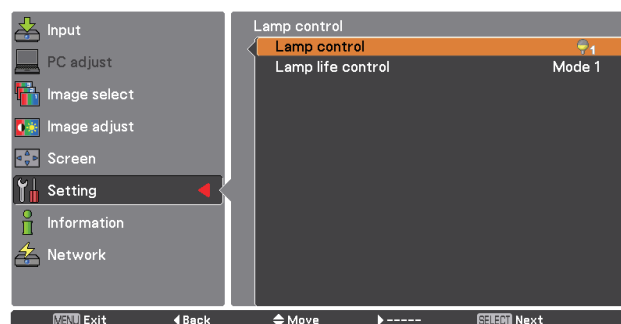 Input
PC adjust
Image select
Image adjust
Screen
Setting
Information
Network
Lamp control
Lamp control 1
Lamp life control Mode 1
MENU Exit Back Move ----- SELECT Next